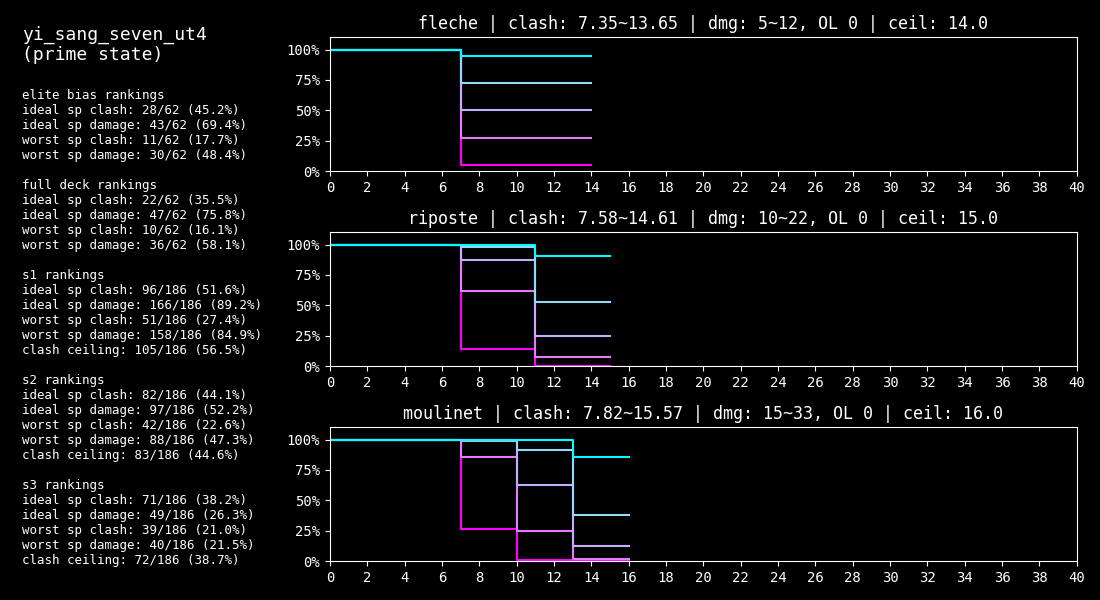 yi_sang_seven_ut4
(prime state)
elite bias rankings
ideal sp clash: 28/62 (45.2%)
ideal sp damage: 43/62 (69.4%)
worst sp clash: 11/62 (17.7%)
worst sp damage: 30/62 (48.4%)
full deck rankings
ideal sp clash: 22/62 (35.5%)
ideal sp damage: 47/62 (75.8%)
worst sp clash: 10/62 (16.1%)
worst sp damage: 36/62 (58.1%)
s1 rankings
ideal sp clash: 96/186 (51.6%)
ideal sp damage: 166/186 (89.2%)
worst sp clash: 51/186 (27.4%)
worst sp damage: 158/186 (84.9%)
clash ceiling: 105/186 (56.5%)
s2 rankings
ideal sp clash: 82/186 (44.1%)
ideal sp damage: 97/186 (52.2%)
worst sp clash: 42/186 (22.6%)
worst sp damage: 88/186 (47.3%)
clash ceiling: 83/186 (44.6%)
s3 rankings
ideal sp clash: 71/186 (38.2%)
ideal sp damage: 49/186 (26.3%)
worst sp clash: 39/186 (21.0%)
worst sp damage: 40/186 (21.5%)
clash ceiling: 72/186 (38.7%)
fleche | clash: 7.35~13.65 | dmg: 5~12, OL 0 | ceil: 14.0
100%
75%
50%
25%
0%
0 2 4 6 8 10 12 14 16 18 20 22 24 26 28 30 32 34 36 38 40
riposte | clash: 7.58~14.61 | dmg: 10~22, OL 0 | ceil: 15.0
100%
75%
50%
25%
0%
0 2 4 6 8 10 12 14 16 18 20 22 24 26 28 30 32 34 36 38 40
moulinet | clash: 7.82~15.57 | dmg: 15~33, OL 0 | ceil: 16.0
100%
75%
50%
25%
0%
0 2 4 6 8 10 12 14 16 18 20 22 24 26 28 30 32 34 36 38 40